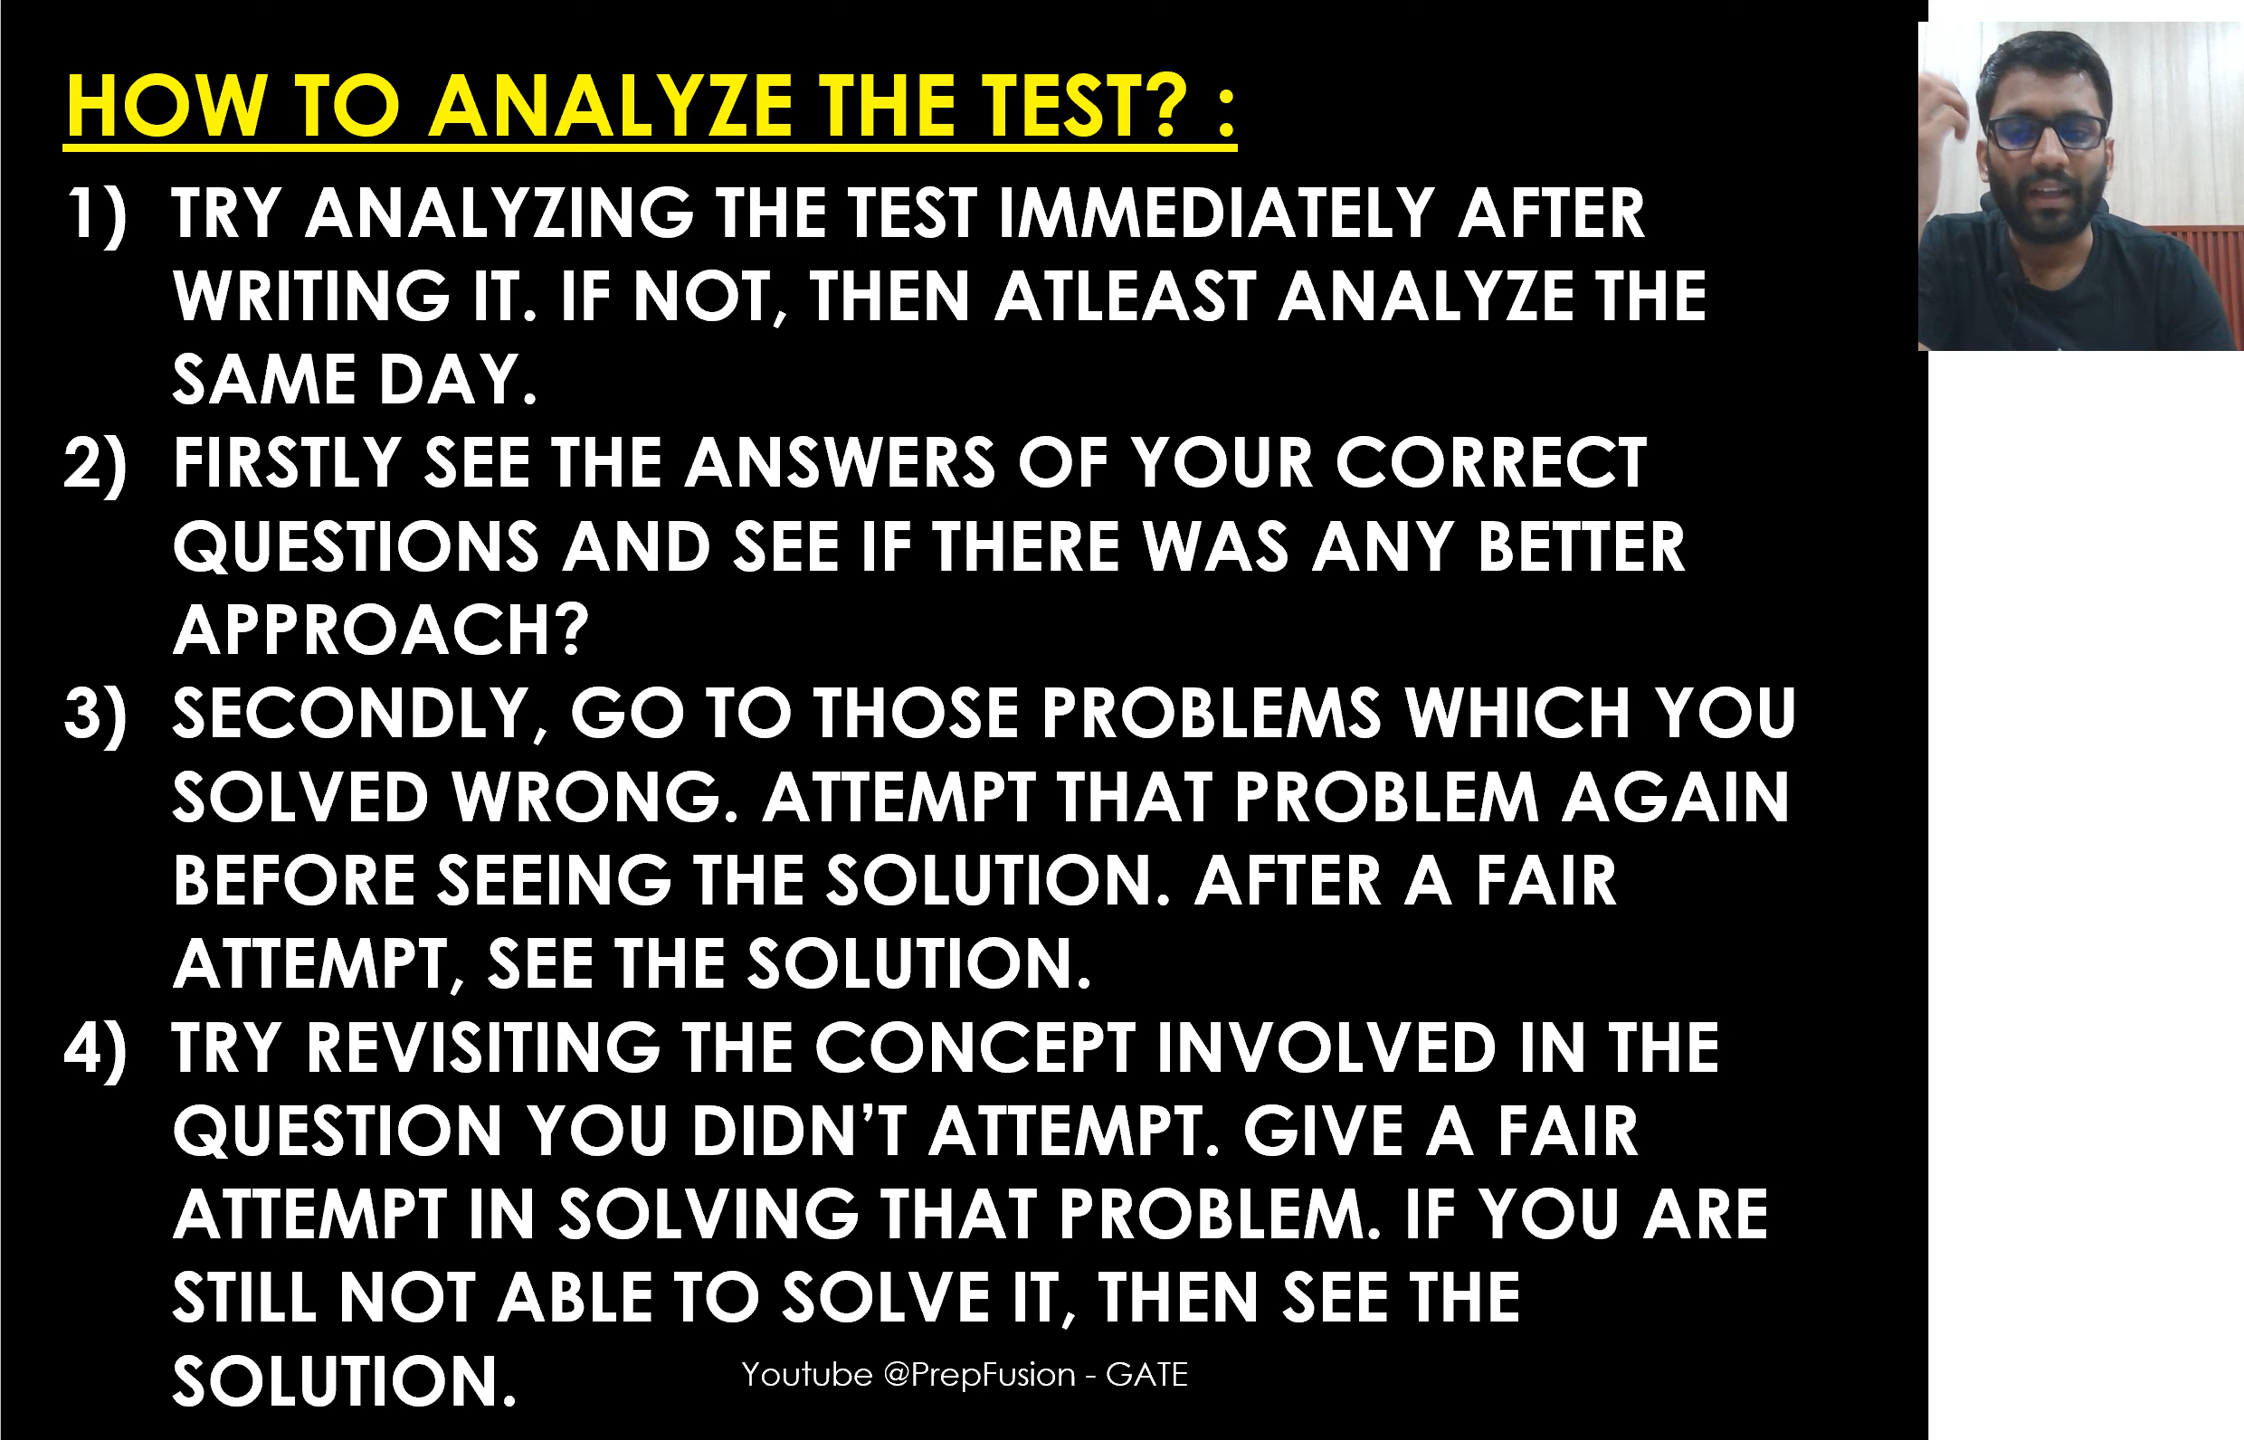 HOW TO ANALYZE THE TEST? :
1) TRY ANALYZING THE TEST IMMEDIATELY AFTER
WRITING IT. IF NOT, THEN ATLEAST ANALYZE THE
SAME DAY.
2) FIRSTLY SEE THE ANSWERS OF YOUR CORRECT
QUESTIONS AND SEE IF THERE WAS ANY BETTER
APPROACH?
3) SECONDLY, GO TO THOSE PROBLEMS WHICH YOU
SOLVED WRONG. ATTEMPT THAT PROBLEM AGAIN
BEFORE SEEING THE SOLUTION. AFTER A FAIR
ATTEMPT, SEE THE SOLUTION.
4) TRY REVISITING THE CONCEPT INVOLVED IN THE
QUESTION YOU DIDN’T ATTEMPT. GIVE A FAIR
ATTEMPT IN SOLVING THAT PROBLEM. IF YOU ARE
STILL NOT ABLE TO SOLVE IT, THEN SEE THE
SOLUTION.
Youtube @PrepFusion - GATE